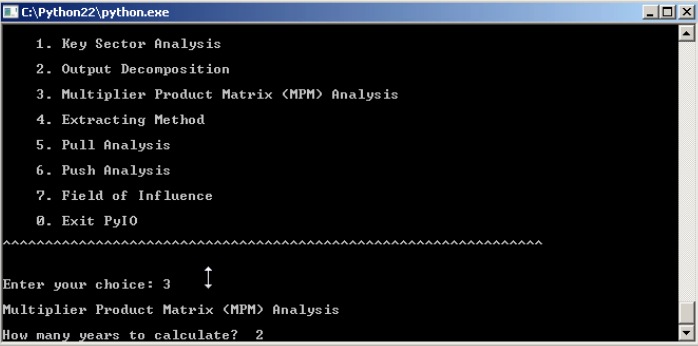 C:\Python22\python.exe
1. Key Sector Analysis
2. Output Decomposition
3. Multiplier Product Matrix (MPM) Analysis
4. Extracting Method
5. Pull Analysis
6. Push Analysis
7. Field of Influence
0. Exit PyIO
^^^^^^^^^^^^^^^^^^^^^^^^^^^^^^^^^^^^^^^^^^^^^^^^^^^^^^^^^^^^^^^^
Enter your choice: 3
Multiplier Product Matrix (MPM) Analysis
How many years to calculate?  2